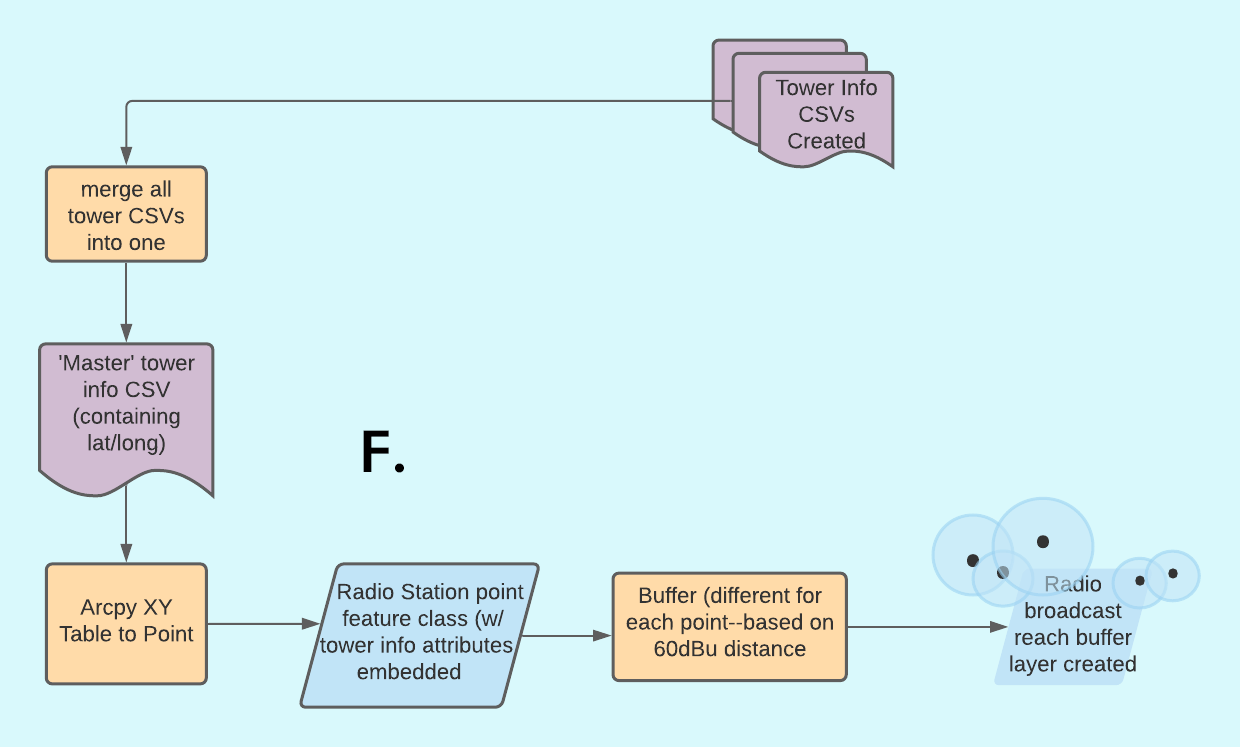 Tower Info
CSVs
Created
merge all
tower CSVs
into one
'Master' tower
info CSV
(containing
lat/long)
F.
Arcpy XY
Table to Point
Radio Station point
feature class (w/
tower info attributes
embedded
Buffer (different for
each point--based on
60dBu distance
Radio
broadcast
reach buffer
layer created